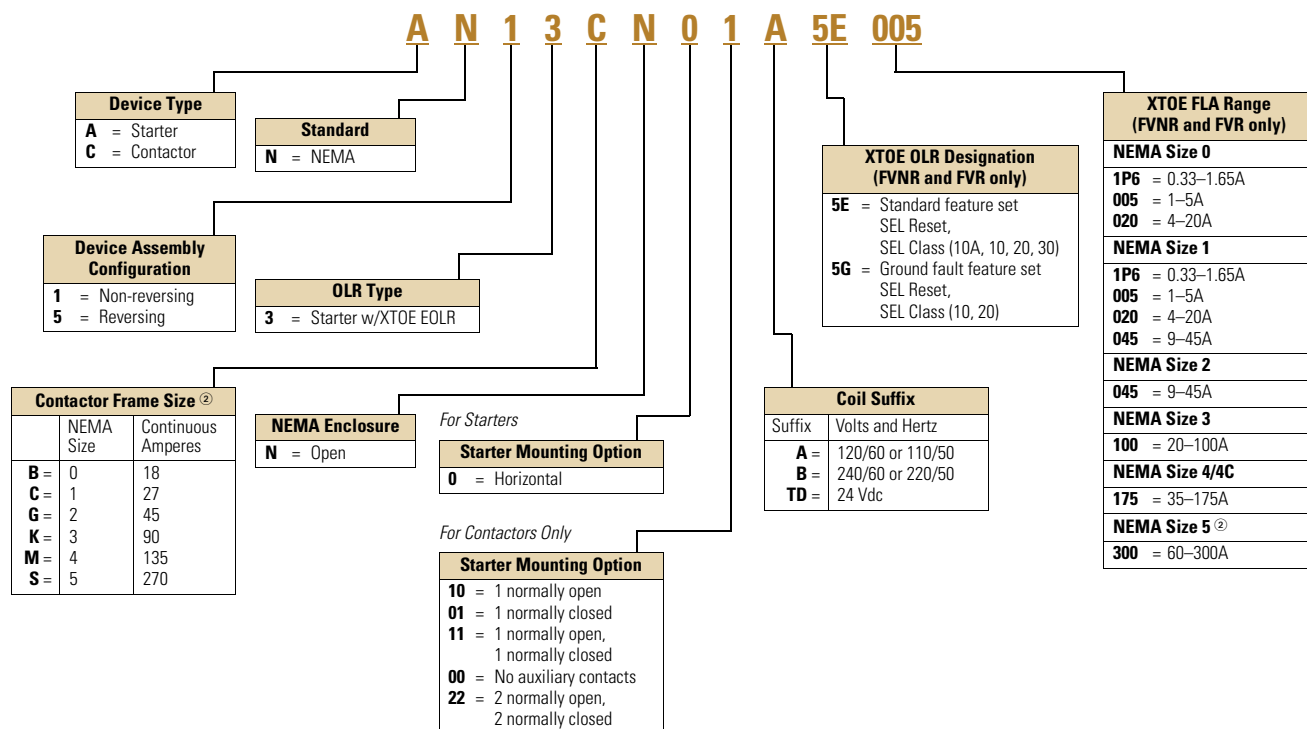 A N 1 3 C N 0 1 A 5E 005
Device Type
A = Starter
C = Contactor
Standard
N = NEMA
Device Assembly
Configuration
1 = Non-reversing
5 = Reversing
OLR Type
3 = Starter w/XTOE EOLR
Contactor Frame Size ②
NEMA Size Continuous Amperes
B = 0 18
C = 1 27
G = 2 45
K = 3 90
M = 4 135
S = 5 270
NEMA Enclosure
N = Open
For Starters
Starter Mounting Option
0 = Horizontal
For Contactors Only
Starter Mounting Option
10 = 1 normally open
01 = 1 normally closed
11 = 1 normally open,
1 normally closed
00 = No auxiliary contacts
22 = 2 normally open,
2 normally closed
Coil Suffix
Suffix Volts and Hertz
A = 120/60 or 110/50
B = 240/60 or 220/50
TD = 24 Vdc
XTOE OLR Designation
(FVNR and FVR only)
5E = Standard feature set
SEL Reset,
SEL Class (10A, 10, 20, 30)
5G = Ground fault feature set
SEL Reset,
SEL Class (10, 20)
XTOE FLA Range
(FVNR and FVR only)
NEMA Size 0
1P6 = 0.33–1.65A
005 = 1–5A
020 = 4–20A
NEMA Size 1
1P6 = 0.33–1.65A
005 = 1–5A
020 = 4–20A
045 = 9–45A
NEMA Size 2
045 = 9–45A
NEMA Size 3
100 = 20–100A
NEMA Size 4/4C
175 = 35–175A
NEMA Size 5 ②
300 = 60–300A